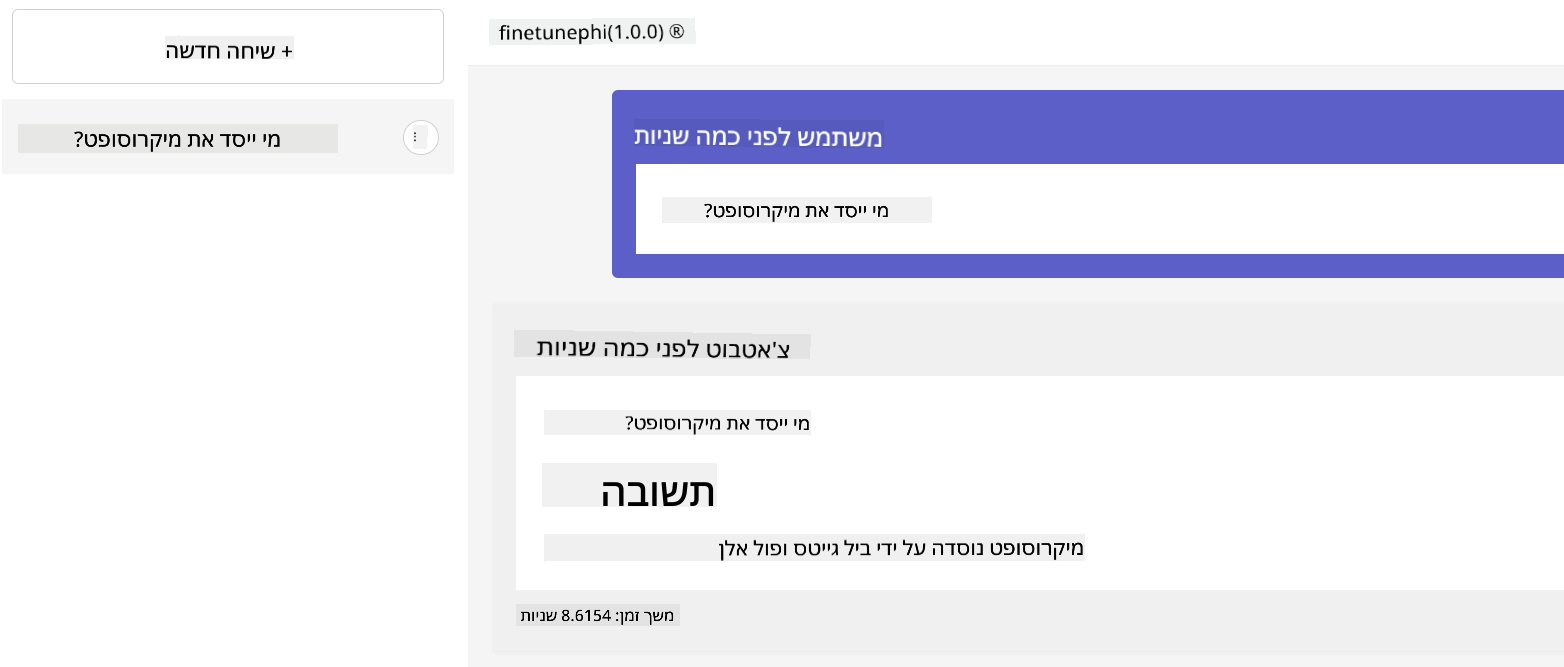 + שיחה חדשה
מי ייסד את מיקרוסופט?
finetunephi(1.0.0) ®
משתמש לפני כמה שניות
מי ייסד את מיקרוסופט?
צ'אטבוט לפני כמה שניות
מי ייסד את מיקרוסופט?
תשובה
מיקרוסופט נוסדה על ידי ביל גייטס ופול אלן
משך זמן: 8.6154 שניות